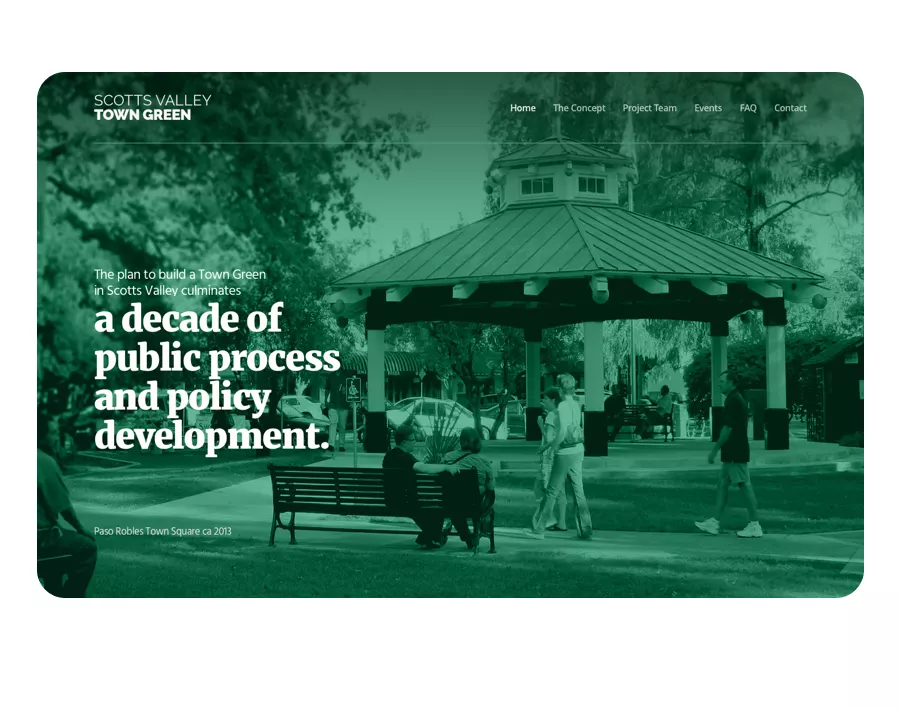 SCOTTS VALLEY
TOWN GREEN
Home The Concept Project Team Events FAQ Contact
The plan to build a Town Green
in Scotts Valley culminates
a decade of
public process
and policy
development.
Paso Robles Town Square ca 2013